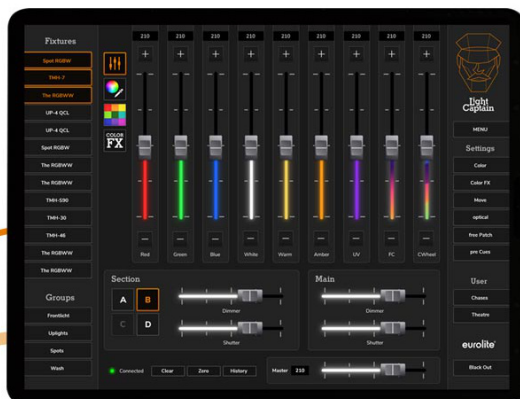 Fixtures
Spot RGBW
TMH-7
The RGBWW
UP-4 QCL
UP-4 QCL
Spot RGBW
The RGBWW
The RGBWW
TMH-S90
TMH-30
TMH-46
The RGBWW
The RGBWW
Groups
Frontlicht
Uplights
Spots
Wash
COLOR
FX
210 210 210 210 210 210 210 210 210
+ + + + + + + + +
− − − − − − − − −
Red Green Blue White Warm Amber UV FC CWheel
Section
A B
C D
Dimmer
Shutter
Main
Dimmer
Shutter
Connected Clear Zero History
Master 210
Light
Captain
MENU
Settings
Color
Color FX
Move
optical
free Patch
pre Cues
User
Chases
Theatre
eurolite
Black Out